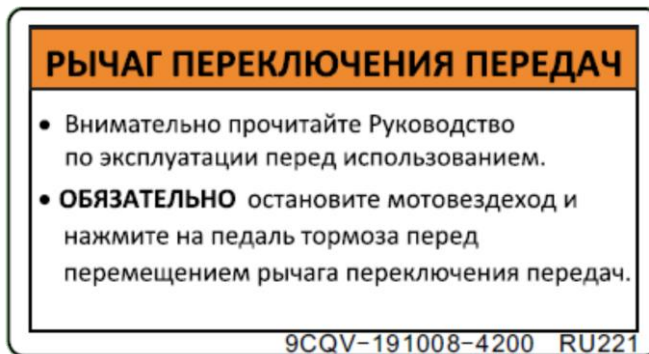 РЫЧАГ ПЕРЕКЛЮЧЕНИЯ ПЕРЕДАЧ
• Внимательно прочитайте Руководство
по эксплуатации перед использованием.
• ОБЯЗАТЕЛЬНО остановите мотовездеход и
нажмите на педаль тормоза перед
перемещением рычага переключения передач.
9CQV-191008-4200 RU221